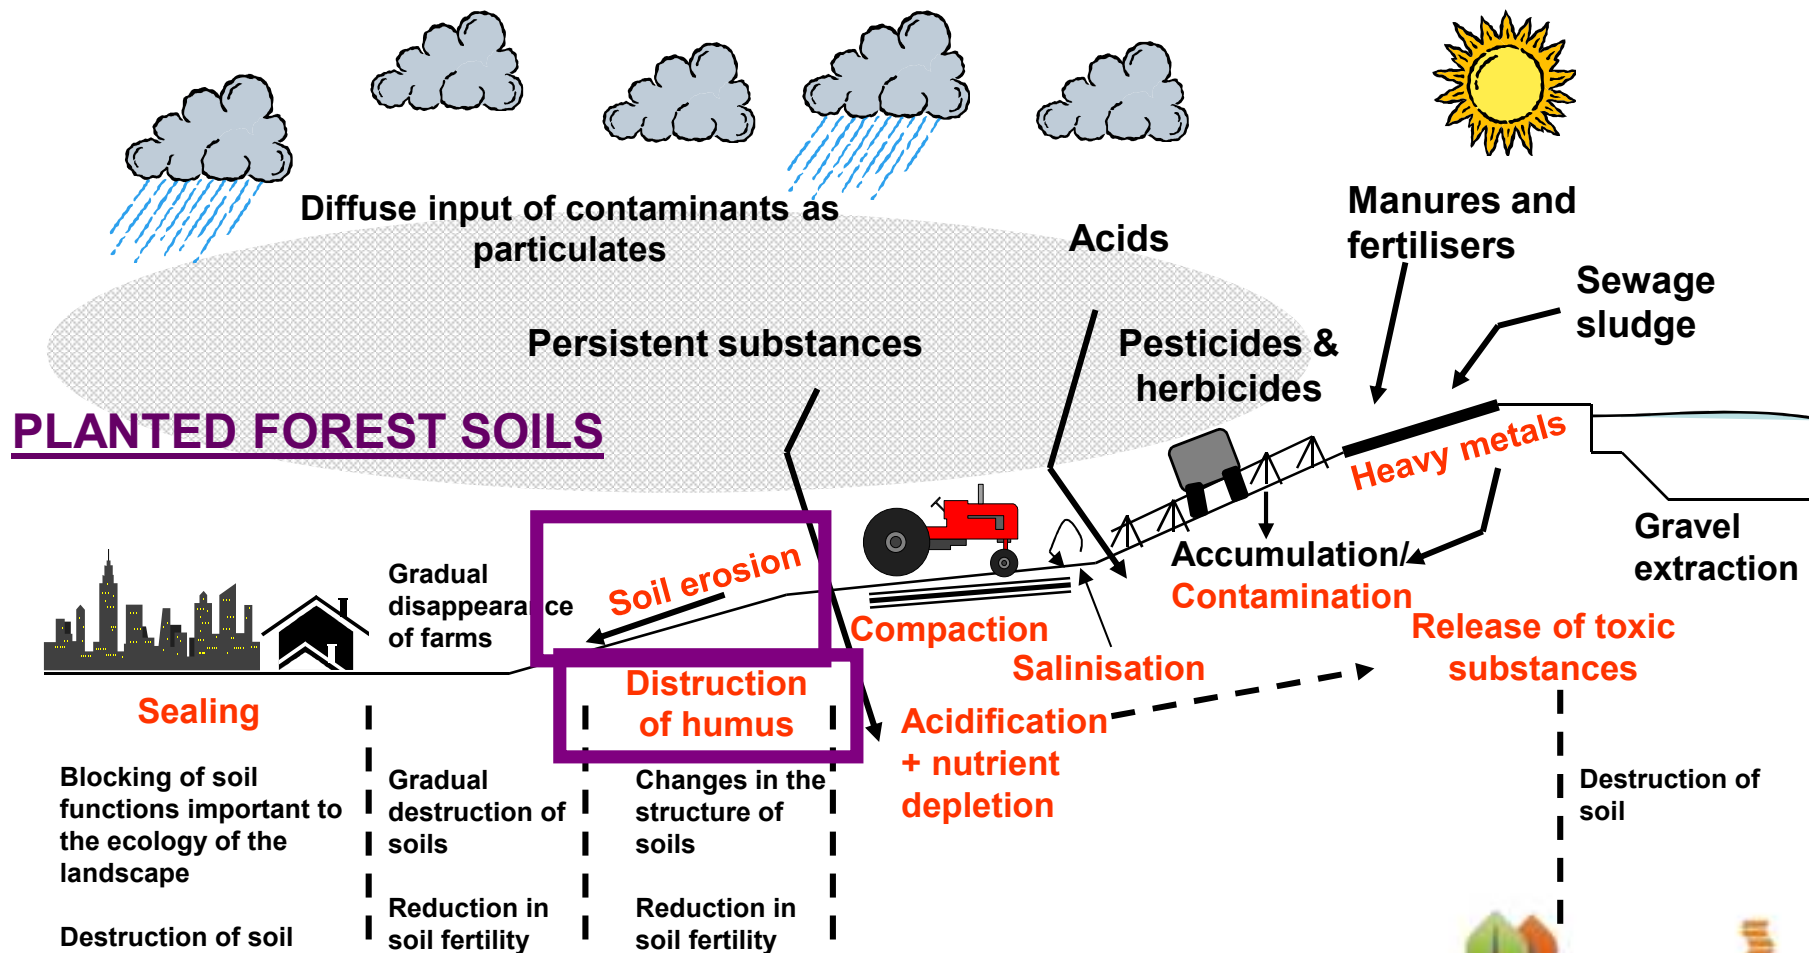 Diffuse input of contaminants as
particulates
Acids
Manures and
fertilisers
Sewage
sludge
Persistent substances
Pesticides &
herbicides
PLANTED FOREST SOILS
Heavy metals
Gravel
extraction
Accumulation/
Contamination
Soil erosion
Gradual
disappearance
of farms
Compaction
Salinisation
Release of toxic
substances
Distruction
of humus
Sealing
Acidification
+ nutrient
depletion
Blocking of soil
functions important to
the ecology of the
landscape
Destruction of soil
Gradual
destruction of
soils
Reduction in
soil fertility
Changes in the
structure of
soils
Reduction in
soil fertility
Destruction of
soil